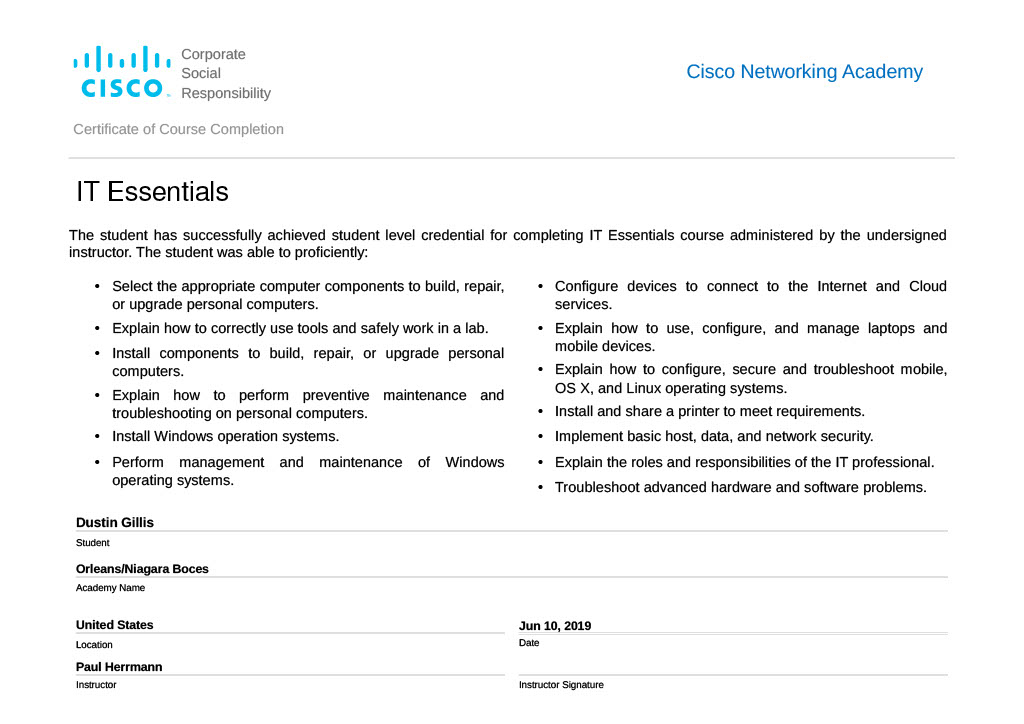 Corporate
Social
Responsibility
CISCO
Cisco Networking Academy
Certificate of Course Completion
IT Essentials
The student has successfully achieved student level credential for completing IT Essentials course administered by the undersigned
instructor. The student was able to proficiently:
• Select the appropriate computer components to build, repair,
or upgrade personal computers.
• Explain how to correctly use tools and safely work in a lab.
• Install components to build, repair, or upgrade personal
computers.
• Explain how to perform preventive maintenance and
troubleshooting on personal computers.
• Install Windows operation systems.
• Perform management and maintenance of Windows
operating systems.
• Configure devices to connect to the Internet and Cloud
services.
• Explain how to use, configure, and manage laptops and
mobile devices.
• Explain how to configure, secure and troubleshoot mobile,
OS X, and Linux operating systems.
• Install and share a printer to meet requirements.
• Implement basic host, data, and network security.
• Explain the roles and responsibilities of the IT professional.
• Troubleshoot advanced hardware and software problems.
Dustin Gillis
Student
Orleans/Niagara Boces
Academy Name
United States
Location
Jun 10, 2019
Date
Paul Herrmann
Instructor
Instructor Signature